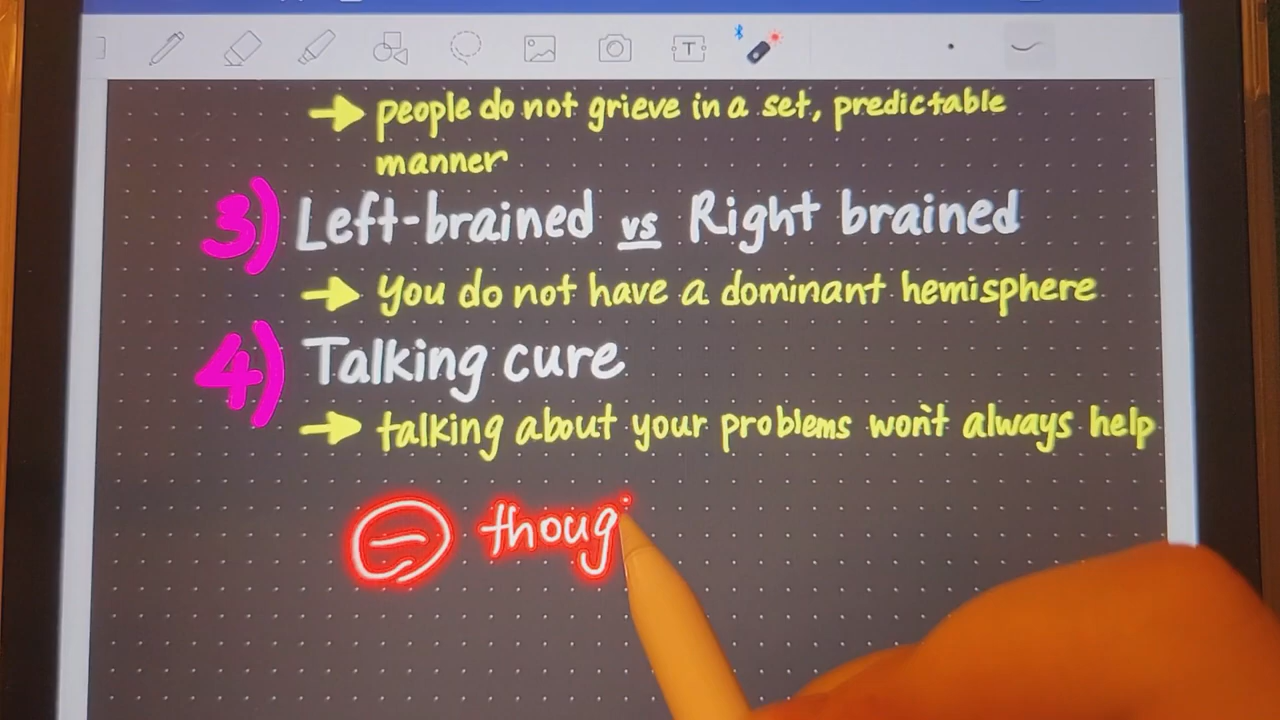 → people do not grieve in a set, predictable
manner
3) Left-brained vs Right brained
→ You do not have a dominant hemisphere
4) Talking cure
→ talking about your problems won't always help
⊖ thoug